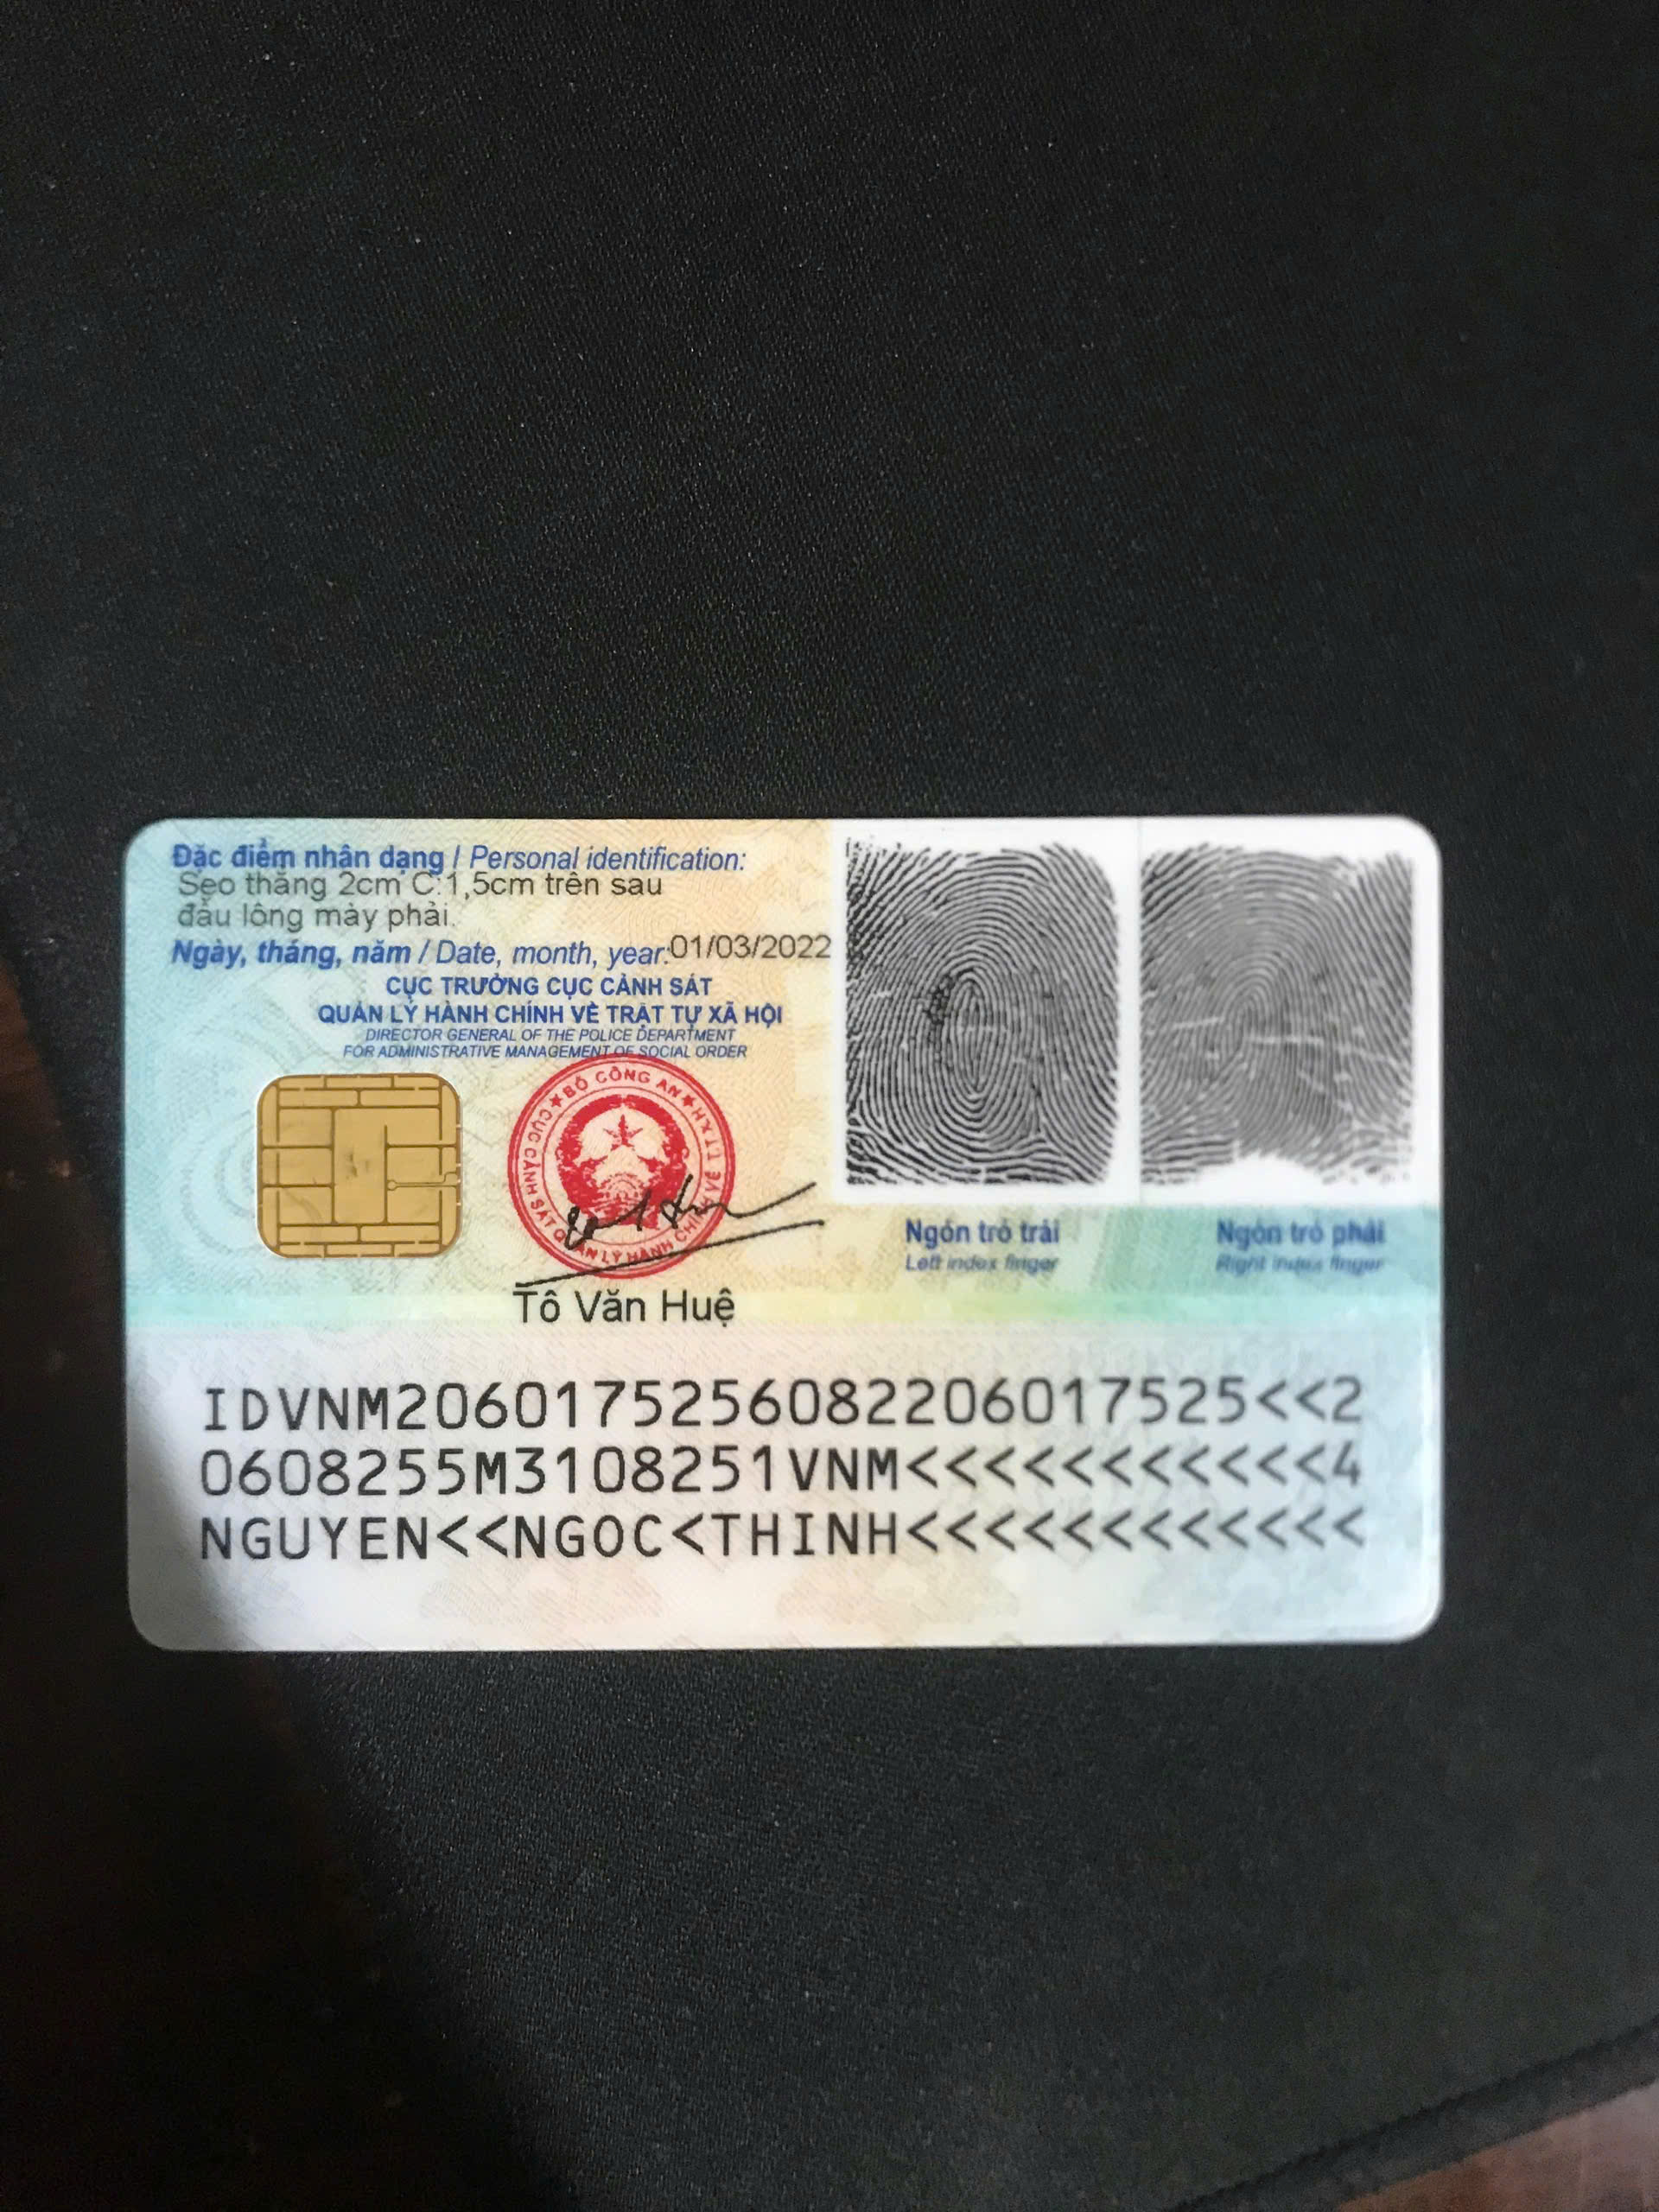 Đặc điểm nhân dạng / Personal identification:
Sẹo thẳng 2cm C:1,5cm trên sau
đầu lông mày phải.
Ngày, tháng, năm / Date, month, year:01/03/2022
CỤC TRƯỞNG CỤC CẢNH SÁT
QUẢN LÝ HÀNH CHÍNH VỀ TRẬT TỰ XÃ HỘI
DIRECTOR GENERAL OF THE POLICE DEPARTMENT
FOR ADMINISTRATIVE MANAGEMENT OF SOCIAL ORDER
★ BỘ CÔNG AN ★
CỤC CẢNH SÁT QUẢN LÝ HÀNH CHÍNH VỀ TTXH
Tô Văn Huệ
Ngón trỏ trái
Left index finger
Ngón trỏ phải
Right index finger
IDVNM2060175256082206017525<<2
0608255M3108251VNM<<<<<<<<<<<4
NGUYEN<<NGOC<THINH<<<<<<<<<<<<